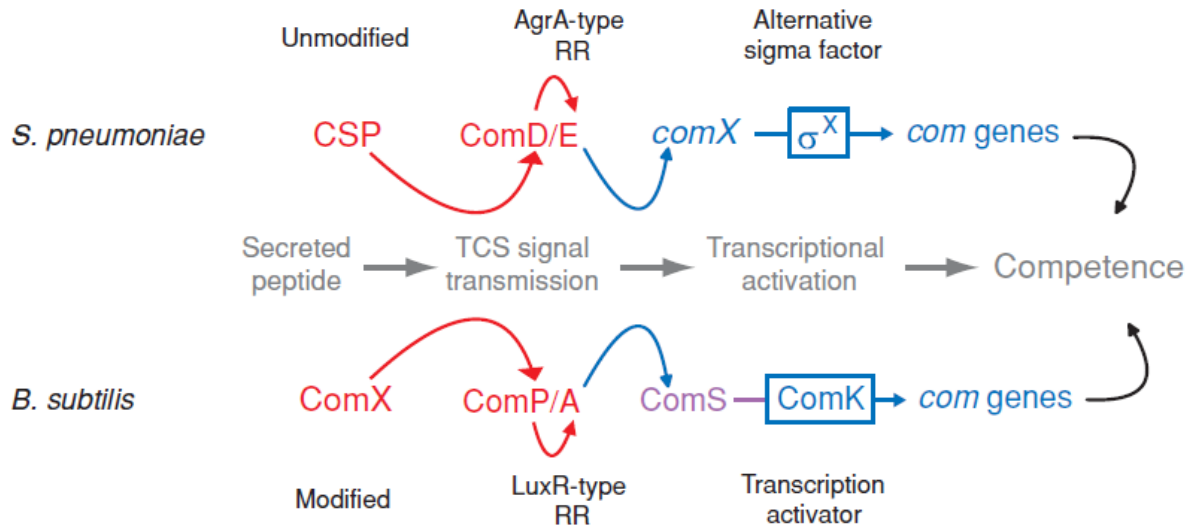 Unmodified
AgrA-type
RR
Alternative
sigma factor
S. pneumoniae
CSP
ComD/E
comX
σX
com genes
Secreted
peptide
TCS signal
transmission
Transcriptional
activation
Competence
B. subtilis
ComX
ComP/A
ComS
ComK
com genes
Modified
LuxR-type
RR
Transcription
activator